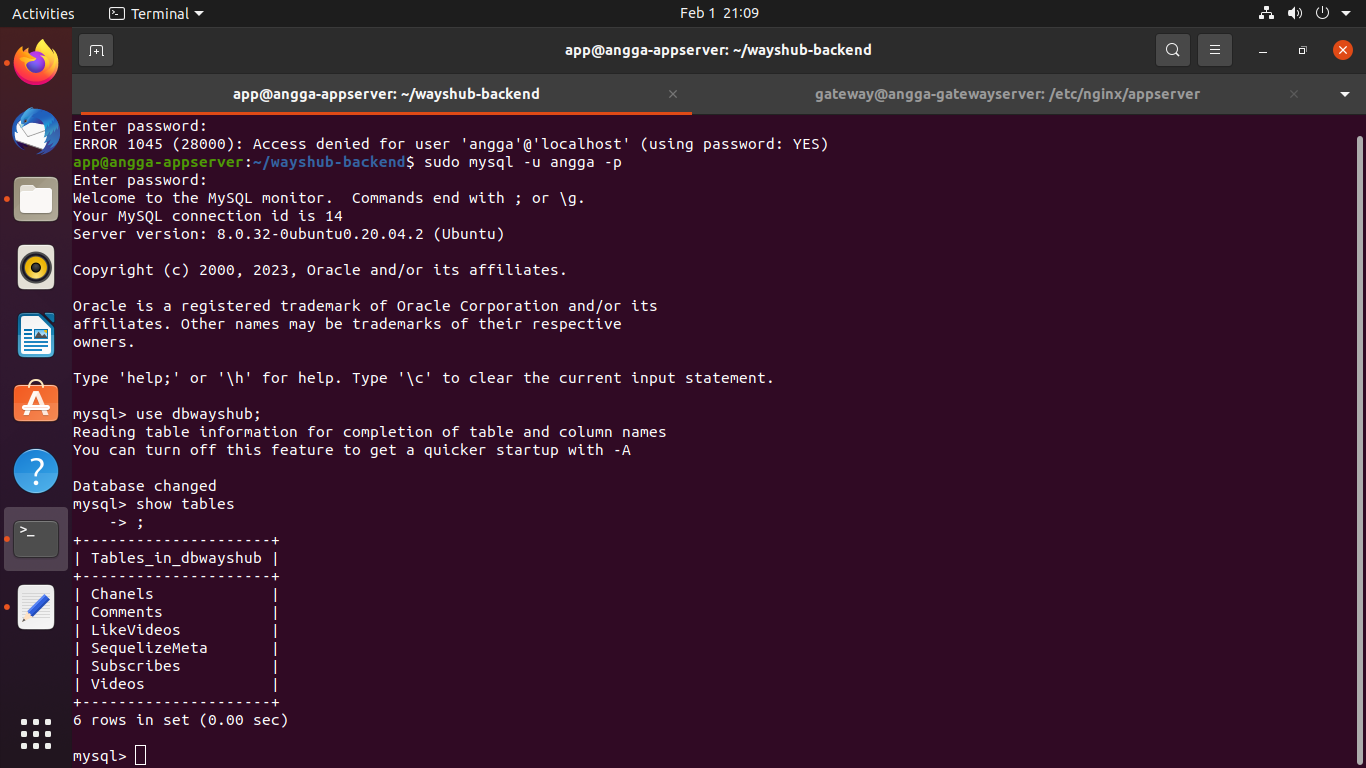 Activities
Terminal
Feb 1 21:09
app@angga-appserver: ~/wayshub-backend
app@angga-appserver: ~/wayshub-backend
gateway@angga-gatewayserver: /etc/nginx/appserver
Enter password:
ERROR 1045 (28000): Access denied for user 'angga'@'localhost' (using password: YES)
app@angga-appserver:~/wayshub-backend$ sudo mysql -u angga -p
Enter password:
Welcome to the MySQL monitor.  Commands end with ; or \g.
Your MySQL connection id is 14
Server version: 8.0.32-0ubuntu0.20.04.2 (Ubuntu)
Copyright (c) 2000, 2023, Oracle and/or its affiliates.
Oracle is a registered trademark of Oracle Corporation and/or its
affiliates. Other names may be trademarks of their respective
owners.
Type 'help;' or '\h' for help. Type '\c' to clear the current input statement.
mysql> use dbwayshub;
Reading table information for completion of table and column names
You can turn off this feature to get a quicker startup with -A
Database changed
mysql> show tables
    -> ;
+---------------------+
| Tables_in_dbwayshub |
+---------------------+
| Chanels             |
| Comments            |
| LikeVideos          |
| SequelizeMeta       |
| Subscribes          |
| Videos              |
+---------------------+
6 rows in set (0.00 sec)
mysql>